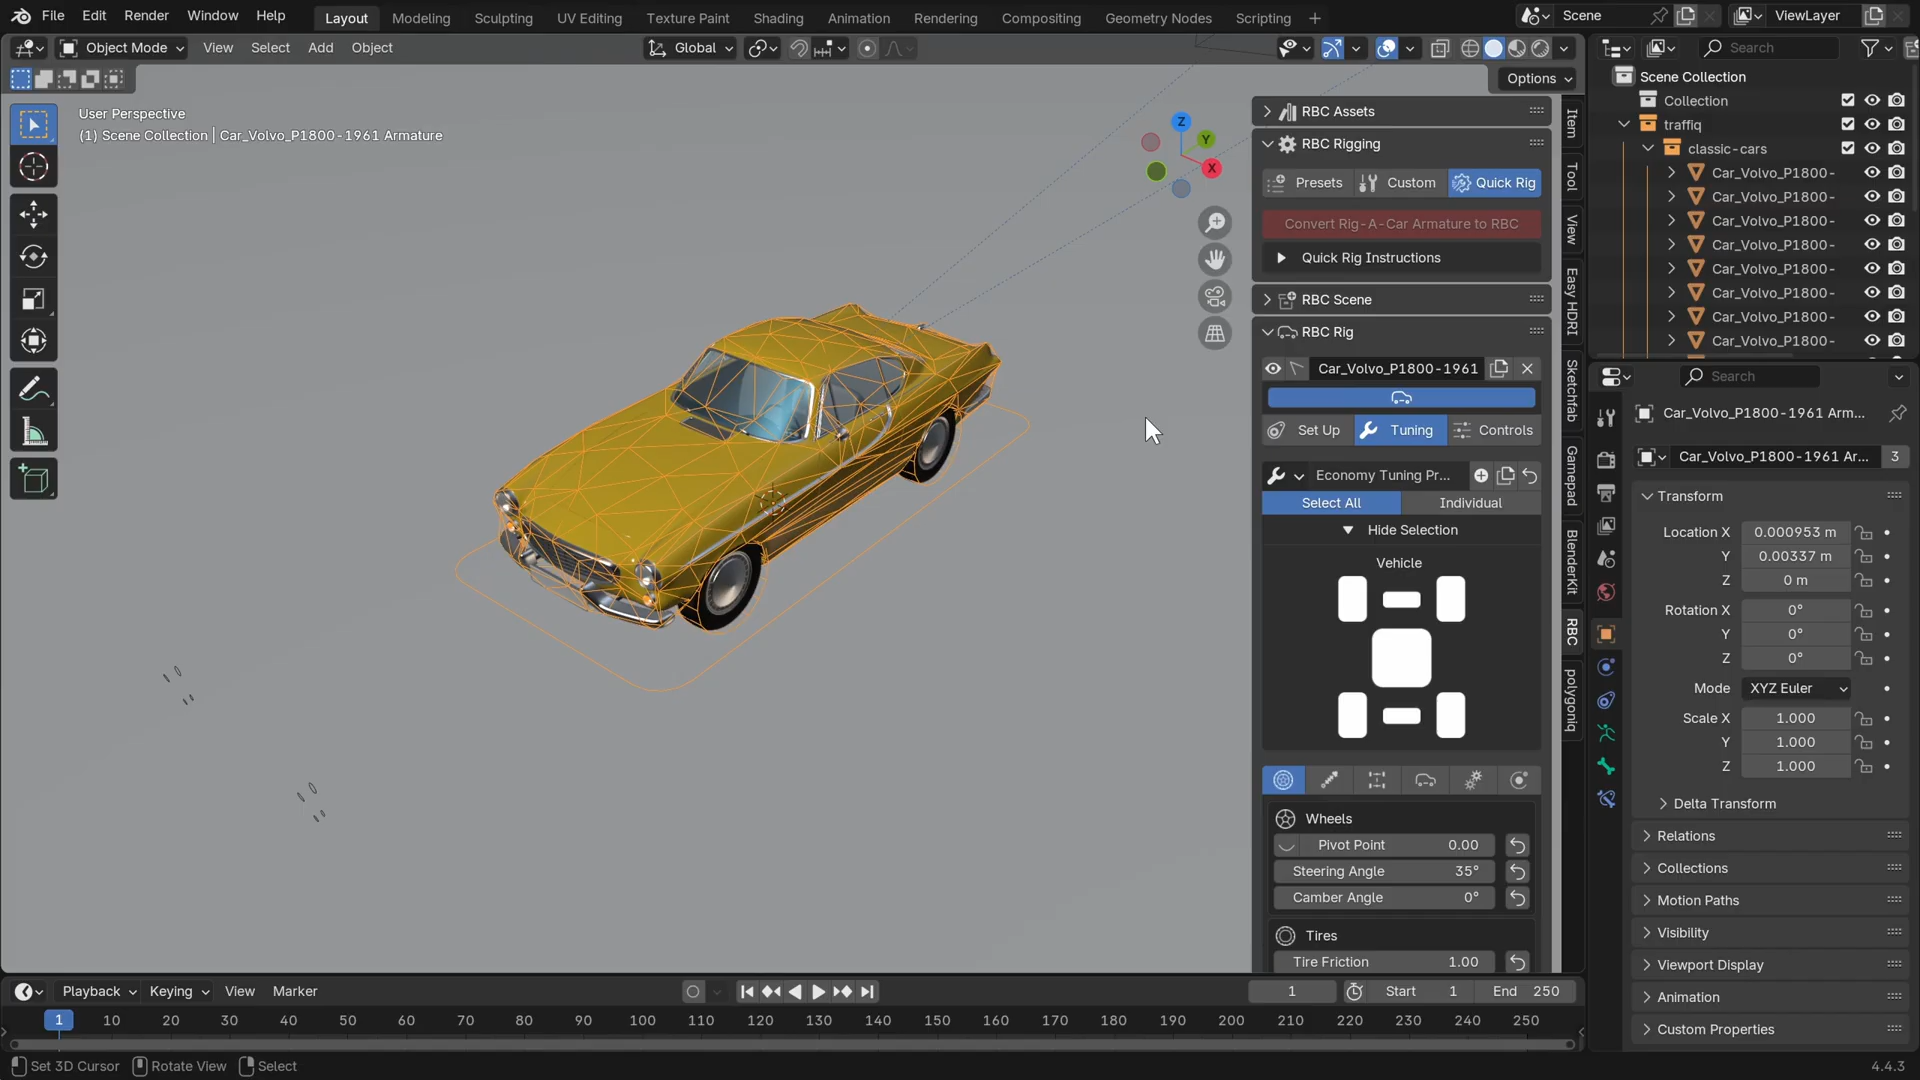 File Edit Render Window Help Layout Modeling Sculpting UV Editing Texture Paint Shading Animation Rendering Compositing Geometry Nodes Scripting + Scene ViewLayer
Object Mode View Select Add Object Global Search
Options
User Perspective
(1) Scene Collection | Car_Volvo_P1800-1961 Armature
Z
Y
X
RBC Assets
RBC Rigging
Presets Custom Quick Rig
Convert Rig-A-Car Armature to RBC
Quick Rig Instructions
RBC Scene
RBC Rig
Car_Volvo_P1800-1961
Set Up Tuning Controls
Economy Tuning Pr...
Select All Individual
Hide Selection
Vehicle
Wheels
Pivot Point 0.00
Steering Angle 35°
Camber Angle 0°
Tires
Tire Friction 1.00
Item
Tool
View
Easy HDRI
Sketchfab
Gamepad
BlenderKit
RBC
polygoniq
Scene Collection
Collection
traffiq
classic-cars
Car_Volvo_P1800-
Car_Volvo_P1800-
Car_Volvo_P1800-
Car_Volvo_P1800-
Car_Volvo_P1800-
Car_Volvo_P1800-
Car_Volvo_P1800-
Car_Volvo_P1800-
Search
Car_Volvo_P1800-1961 Arm...
Car_Volvo_P1800-1961 Ar... 3
Transform
Location X 0.000953 m
Y 0.00337 m
Z 0 m
Rotation X 0°
Y 0°
Z 0°
Mode XYZ Euler
Scale X 1.000
Y 1.000
Z 1.000
Delta Transform
Relations
Collections
Motion Paths
Visibility
Viewport Display
Animation
Custom Properties
Playback Keying View Marker 1 Start 1 End 250
1 10 20 30 40 50 60 70 80 90 100 110 120 130 140 150 160 170 180 190 200 210 220 230 240 250
Set 3D Cursor Rotate View Select 4.4.3